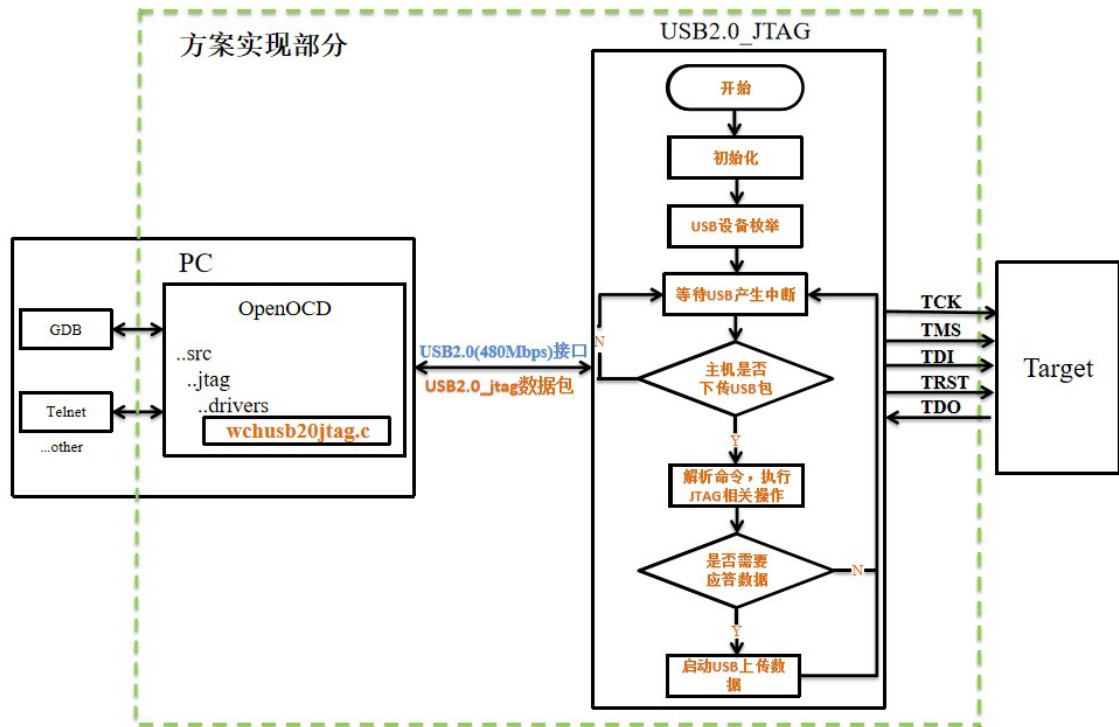 方案实现部分
USB2.0_JTAG
开始
初始化
USB设备枚举
等待USB产生中断
N
主机是否
下传USB包
Y
解析命令，执行
JTAG相关操作
是否需要
应答数据
N
Y
启动USB上传数
据
PC
OpenOCD
GDB
..src
..jtag
..drivers
wchusb20jtag.c
Telnet
...other
USB2.0(480Mbps)接口
USB2.0_jtag数据包
TCK
TMS
TDI
TRST
TDO
Target